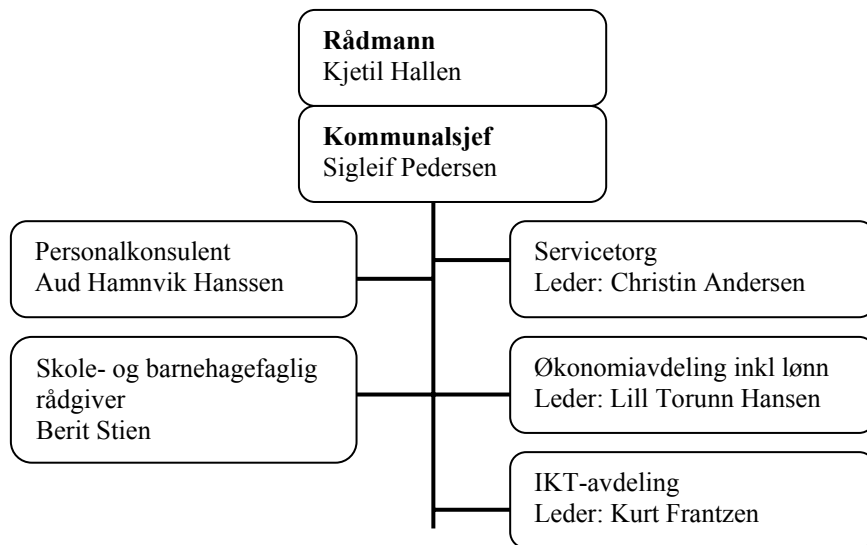 Rådmann
Kjetil Hallen
Kommunalsjef
Sigleif Pedersen
Personalkonsulent
Aud Hamnvik Hanssen
Servicetorg
Leder: Christin Andersen
Skole- og barnehagefaglig
rådgiver
Berit Stien
Økonomiavdeling inkl lønn
Leder: Lill Torunn Hansen
IKT-avdeling
Leder: Kurt Frantzen